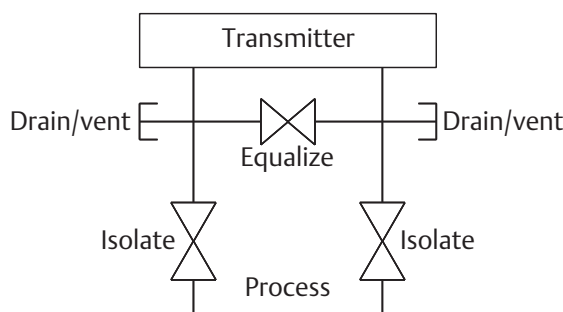 Transmitter
Drain/vent
Drain/vent
Equalize
Isolate
Isolate
Process